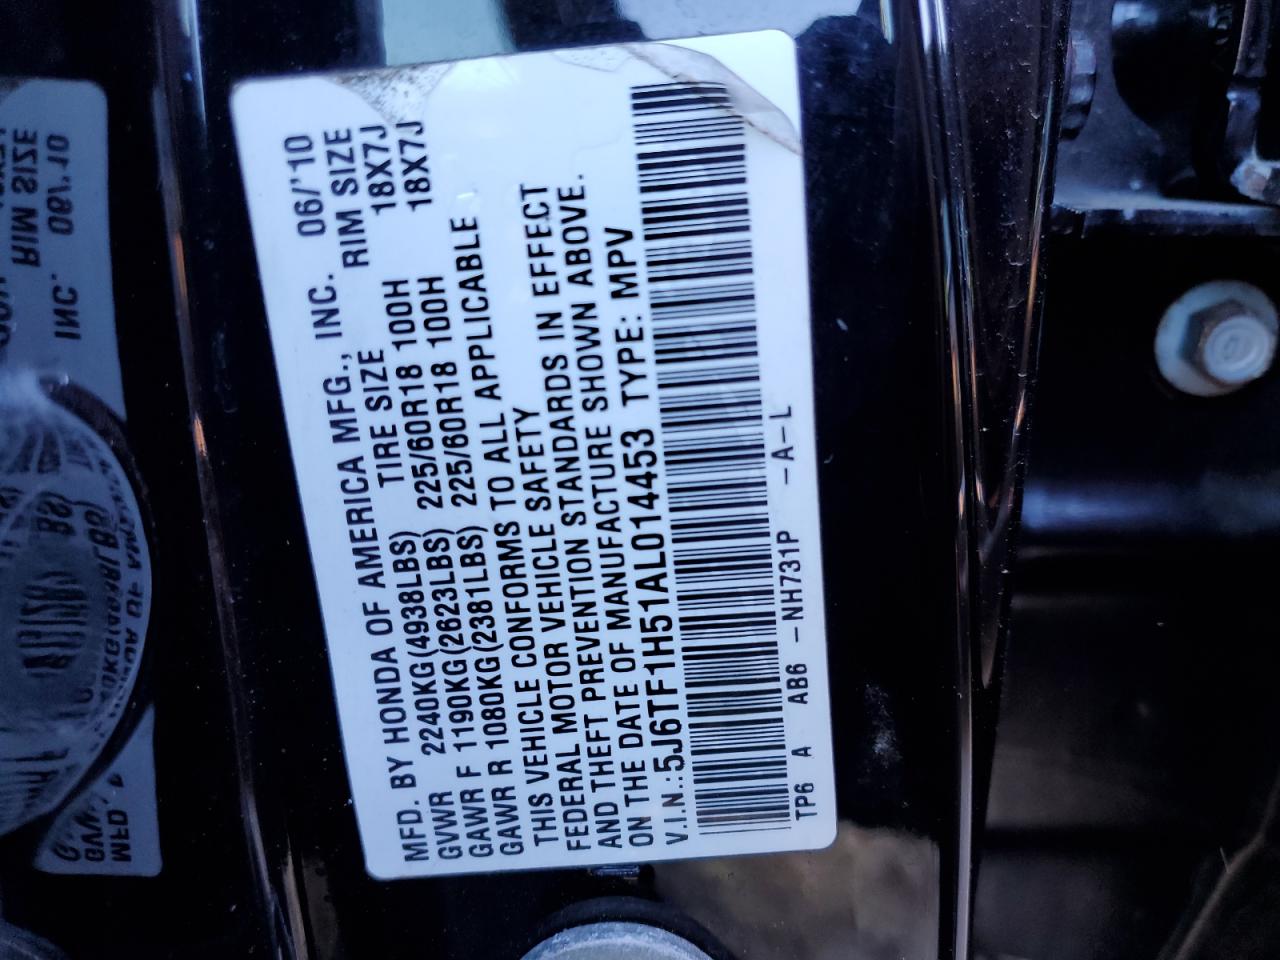 MFD. BY HONDA OF AMERICA MFG., INC. 06/'10
GVWR 2240KG(4938LBS) TIRE SIZE RIM SIZE
GAWR F 1190KG(2623LBS) 225/60R18 100H 18X7J
GAWR R 1080KG(2381LBS) 225/60R18 100H 18X7J
THIS VEHICLE CONFORMS TO ALL APPLICABLE
FEDERAL MOTOR VEHICLE SAFETY
AND THEFT PREVENTION STANDARDS IN EFFECT
ON THE DATE OF MANUFACTURE SHOWN ABOVE.
V.I.N.:5J6TF1H51AL014453 TYPE: MPV
TP6 A AB6 -NH731P -A-L